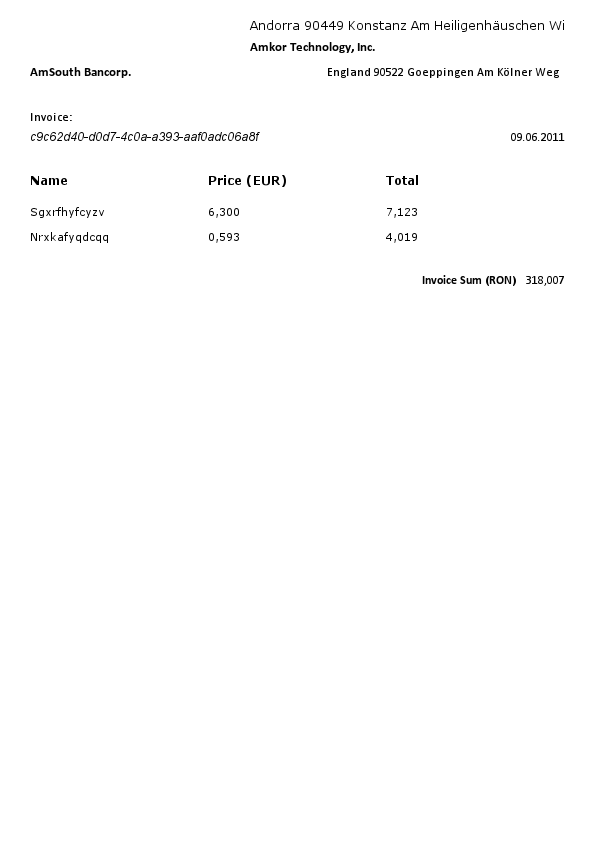 Andorra 90449 Konstanz Am Heiligenhäuschen Wi
Amkor Technology, Inc.
AmSouth Bancorp. England 90522 Goeppingen Am Kölner Weg
Invoice:
c9c62d40-d0d7-4c0a-a393-aaf0adc06a8f 09.06.2011
Name Price (EUR) Total
Sgxrfhyfcyzv 6,300 7,123
Nrxkafyqdcqq 0,593 4,019
Invoice Sum (RON) 318,007